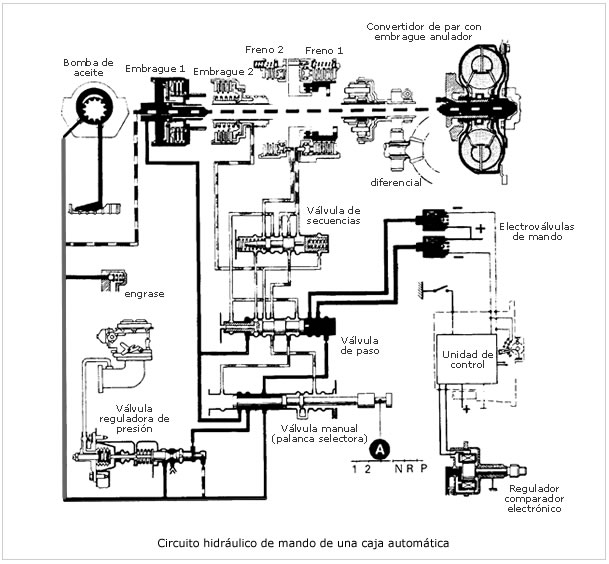 Convertidor de par con
embrague anulador
Freno 2
Freno 1
Bomba de
aceite
Embrague 1
Embrague 2
diferencial
Válvula de
secuencias
Electroválvulas
de mando
−
+
−
engrase
Válvula
de paso
Unidad de
control
+
−
Válvula
reguladora de
presión
Válvula manual
(palanca selectora)
A
1 2 N R P
Regulador
comparador
electrónico
Circuito hidráulico de mando de una caja automática